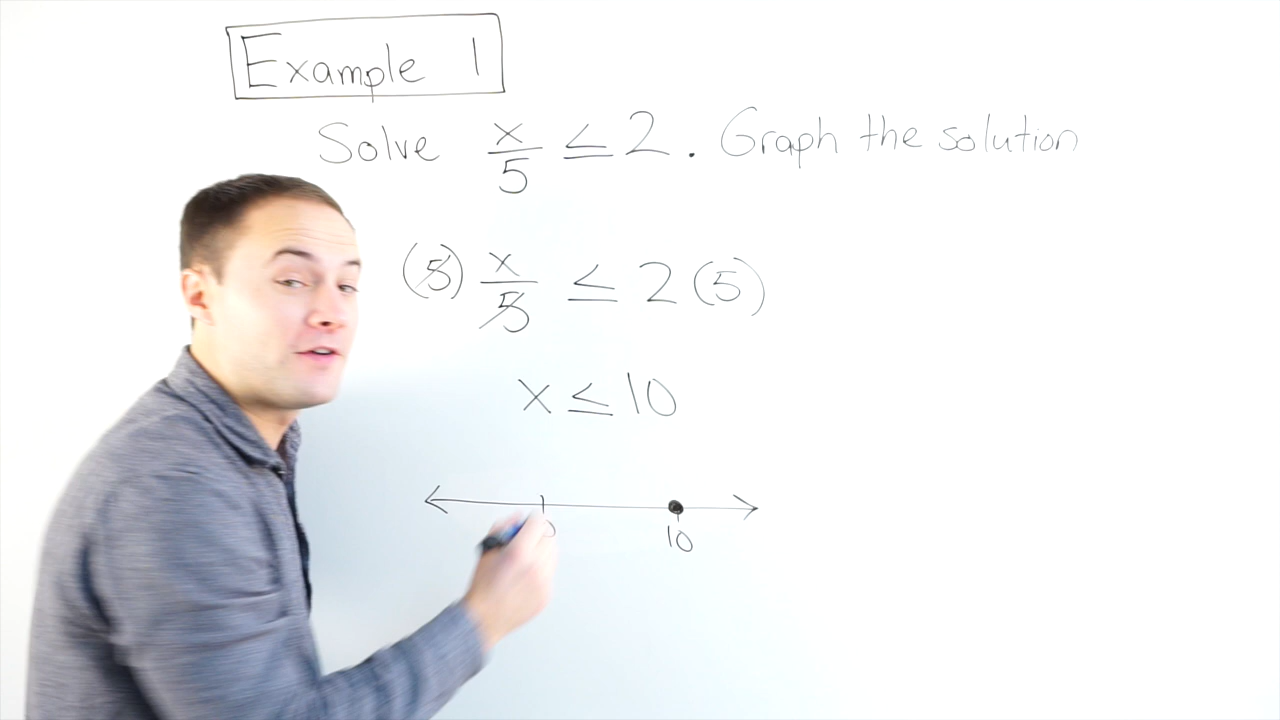 Example 1
Solve x/5 ≤ 2. Graph the solution
(5) x/5 ≤ 2 (5)
x ≤ 10
10